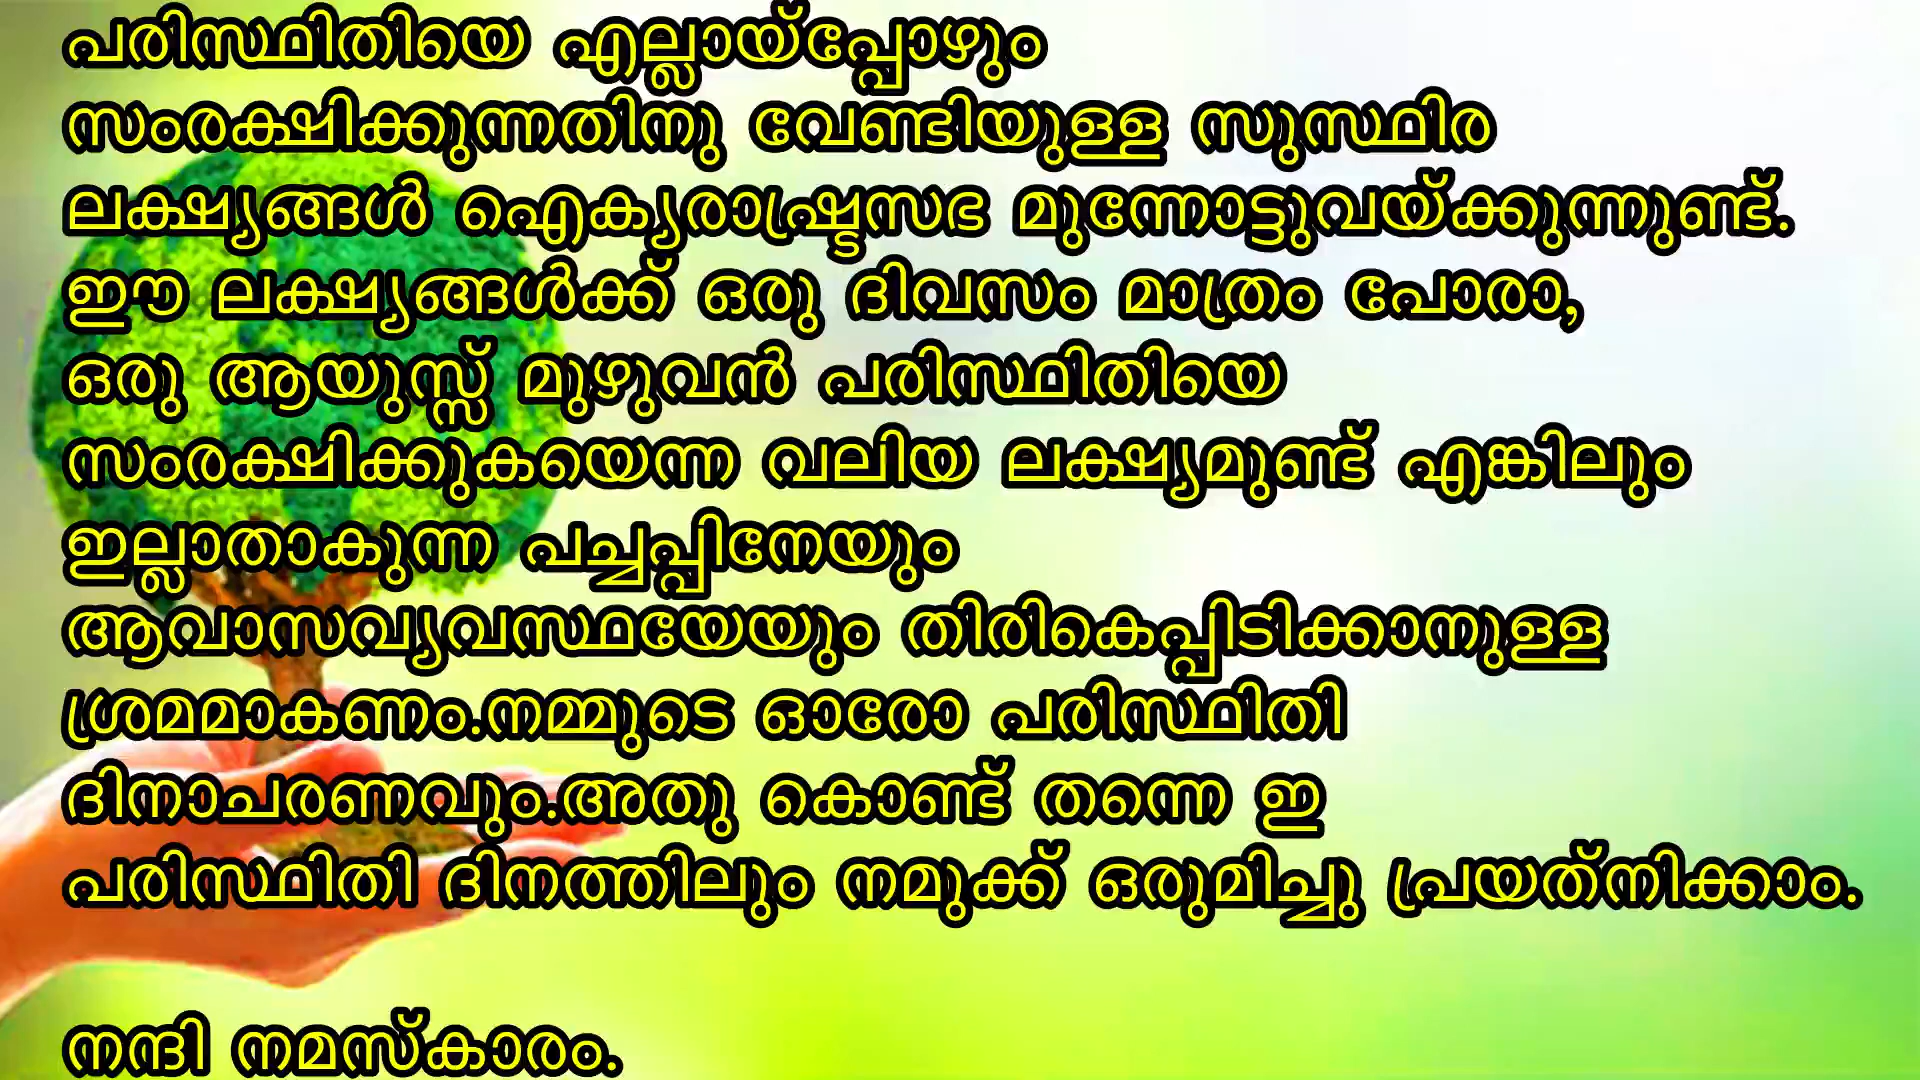 പരിസ്ഥിതിയെ എല്ലായ്പ്പോഴും
സംരക്ഷിക്കുന്നതിനു വേണ്ടിയുള്ള സുസ്ഥിര
ലക്ഷ്യങ്ങൾ ഐക്യരാഷ്ട്രസഭ മുന്നോട്ടുവയ്ക്കുന്നുണ്ട്.
ഈ ലക്ഷ്യങ്ങൾക്ക് ഒരു ദിവസം മാത്രം പോരാ,
ഒരു ആയുസ്സ് മുഴുവൻ പരിസ്ഥിതിയെ
സംരക്ഷിക്കുകയെന്ന വലിയ ലക്ഷ്യമുണ്ട് എങ്കിലും
ഇല്ലാതാകുന്ന പച്ചപ്പിനേയും
ആവാസവ്യവസ്ഥയേയും തിരികെപ്പിടിക്കാനുള്ള
ശ്രമമാകണം.നമ്മുടെ ഓരോ പരിസ്ഥിതി
ദിനാചരണവും.അതു കൊണ്ട് തന്നെ ഇ
പരിസ്ഥിതി ദിനത്തിലും നമുക്ക് ഒരുമിച്ചു പ്രയത്‌നിക്കാം.
നന്ദി നമസ്കാരം.